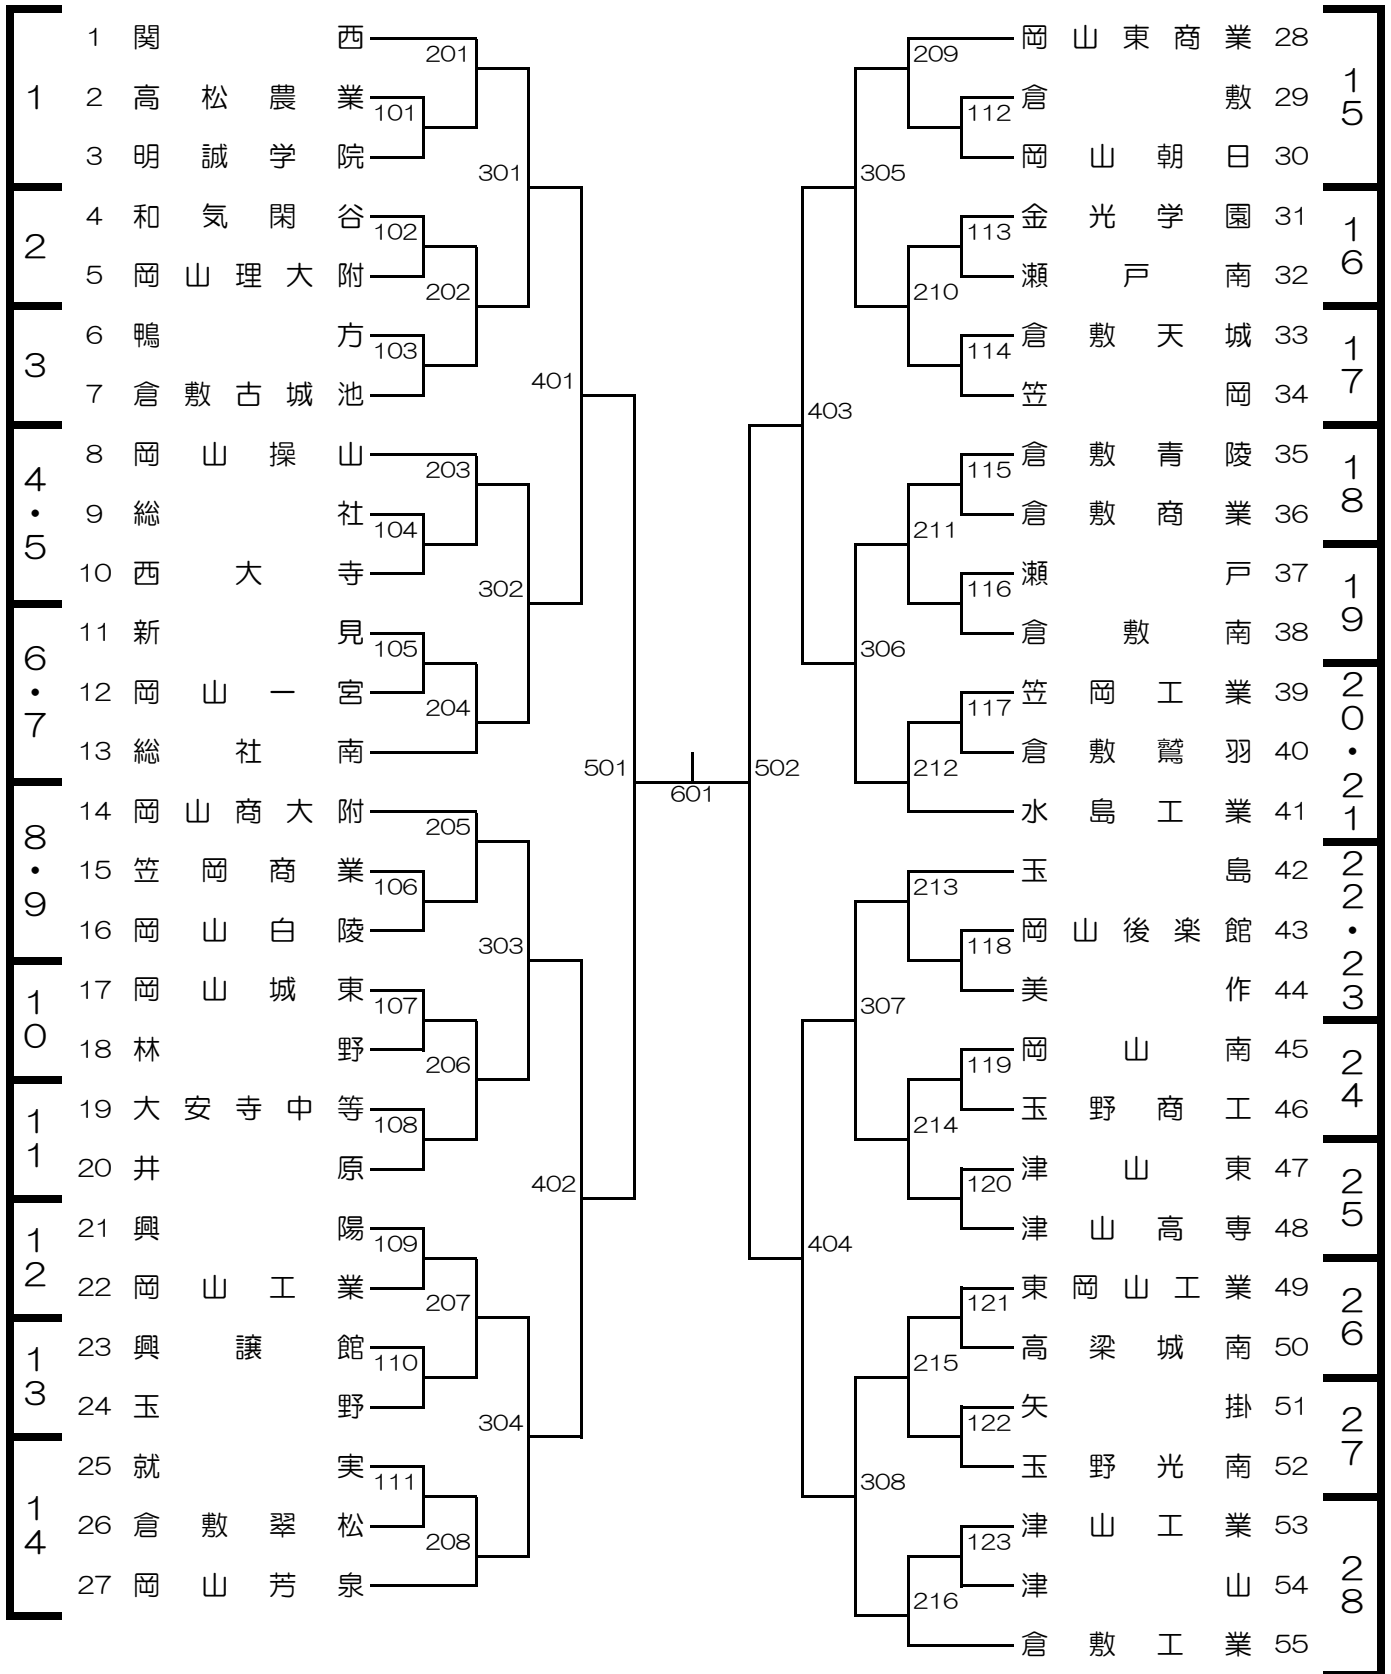 1
1 関西
201
2 高松農業
101
3 明誠学院
301
2
4 和気閑谷
102
5 岡山理大附
202
3
6 鴨方
103
7 倉敷古城池
401
4・5
8 岡山操山
203
9 総社
104
10 西大寺
302
6・7
11 新見
105
12 岡山一宮
204
13 総社南
501
8・9
14 岡山商大附
205
15 笠岡商業
106
16 岡山白陵
303
10
17 岡山城東
107
18 林野
206
11
19 大安寺中等
108
20 井原
402
12
21 興陽
109
22 岡山工業
207
13
23 興譲館
110
24 玉野
304
14
25 就実
111
26 倉敷翠松
208
27 岡山芳泉
601
岡山東商業 28
209
15
倉敷 29
112
岡山朝日 30
305
金光学園 31
113
16
瀬戸南 32
210
倉敷天城 33
114
17
笠岡 34
403
倉敷青陵 35
115
18
倉敷商業 36
211
瀬戸 37
116
19
倉敷南 38
306
笠岡工業 39
117
20・21
倉敷鷲羽 40
212
水島工業 41
502
玉島 42
213
22・23
岡山後楽館 43
118
美作 44
307
岡山南 45
119
24
玉野商工 46
214
津山東 47
120
25
津山高専 48
404
東岡山工業 49
121
26
高梁城南 50
215
矢掛 51
122
27
玉野光南 52
308
津山工業 53
123
28
津山 54
216
倉敷工業 55